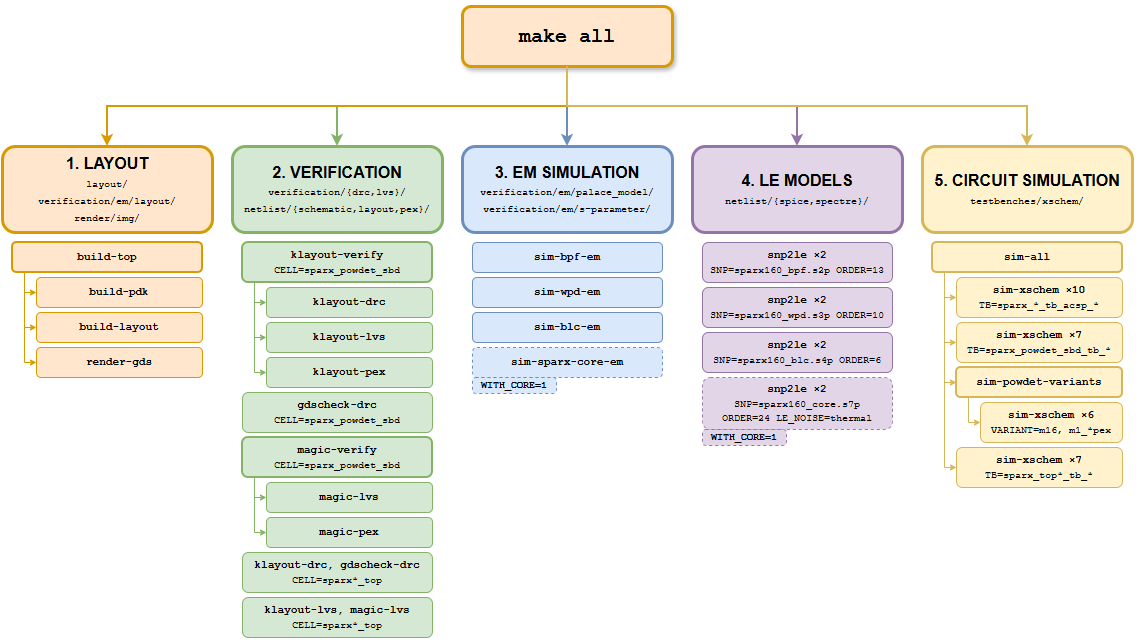 make all
1. LAYOUT
layout/
verification/em/layout/
render/img/
build-top
build-pdk
build-layout
render-gds
2. VERIFICATION
verification/{drc,lvs}/
netlist/{schematic,layout,pex}/
klayout-verify
CELL=sparx_powdet_sbd
klayout-drc
klayout-lvs
klayout-pex
gdscheck-drc
CELL=sparx_powdet_sbd
magic-verify
CELL=sparx_powdet_sbd
magic-lvs
magic-pex
klayout-drc, gdscheck-drc
CELL=sparx*_top
klayout-lvs, magic-lvs
CELL=sparx*_top
3. EM SIMULATION
verification/em/palace_model/
verification/em/s-parameter/
sim-bpf-em
sim-wpd-em
sim-blc-em
sim-sparx-core-em
WITH_CORE=1
4. LE MODELS
netlist/{spice,spectre}/
snp2le ×2
SNP=sparx160_bpf.s2p ORDER=13
snp2le ×2
SNP=sparx160_wpd.s3p ORDER=10
snp2le ×2
SNP=sparx160_blc.s4p ORDER=6
snp2le ×2
SNP=sparx160_core.s7p
ORDER=24 LE_NOISE=thermal
WITH_CORE=1
5. CIRCUIT SIMULATION
testbenches/xschem/
sim-all
sim-xschem ×10
TB=sparx_*_tb_acsp_*
sim-xschem ×7
TB=sparx_powdet_sbd_tb_*
sim-powdet-variants
sim-xschem ×6
VARIANT=m16, m1_*pex
sim-xschem ×7
TB=sparx_top*_tb_*